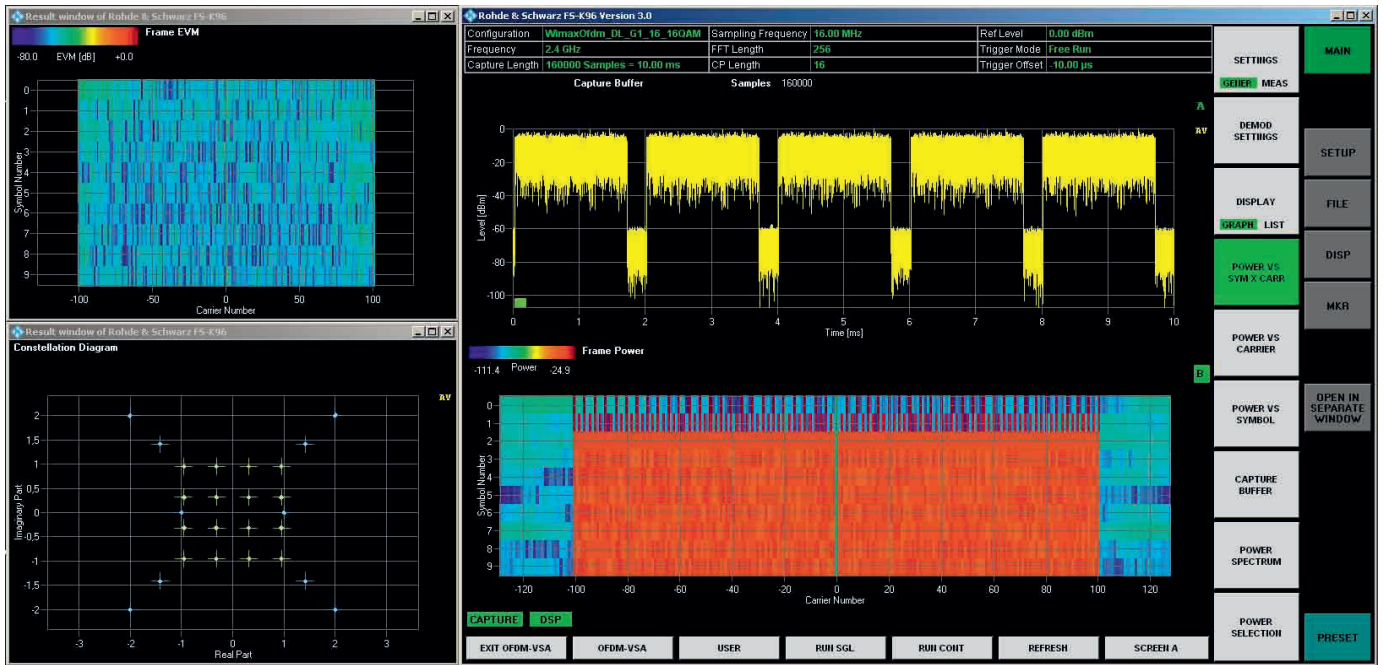 Result window of Rohde & Schwarz FS-K96
Frame EVM
-80.0 EVM [dB] +0.0
Symbol Number
0
1
2
3
4
5
6
7
8
9
-100 -50 0 50 100
Carrier Number
Result window of Rohde & Schwarz FS-K96
Constellation Diagram
AV
Imaginary Part
2
1,5
1
0,5
0
-0,5
-1
-1,5
-2
-3 -2 -1 0 1 2 3
Real Part
Rohde & Schwarz FS-K96 Version 3.0
Configuration WimaxOfdm_DL_G1_16_16QAM Sampling Frequency 16.00 MHz Ref Level 0.00 dBm
Frequency 2.4 GHz FFT Length 256 Trigger Mode Free Run
Capture Length 160000 Samples = 10.00 ms CP Length 16 Trigger Offset -10.00 µs
Capture Buffer Samples 160000
A
AV
Level [dBm]
0
-20
-40
-60
-80
-100
0 1 2 3 4 5 6 7 8 9 10
Time [ms]
Frame Power
-111.4 Power -24.9
B
Symbol Number
0
1
2
3
4
5
6
7
8
9
-120 -100 -80 -60 -40 -20 0 20 40 60 80 100 120
Carrier Number
CAPTURE DSP
EXIT OFDM-VSA OFDM-VSA USER RUN SGL RUN CONT REFRESH SCREEN A
SETTINGS
GENER MEAS
DEMOD
SETTINGS
DISPLAY
GRAPH LIST
POWER VS
SYM X CARR
POWER VS
CARRIER
POWER VS
SYMBOL
CAPTURE
BUFFER
POWER
SPECTRUM
POWER
SELECTION
MAIN
SETUP
FILE
DISP
MKR
OPEN IN
SEPARATE
WINDOW
PRESET